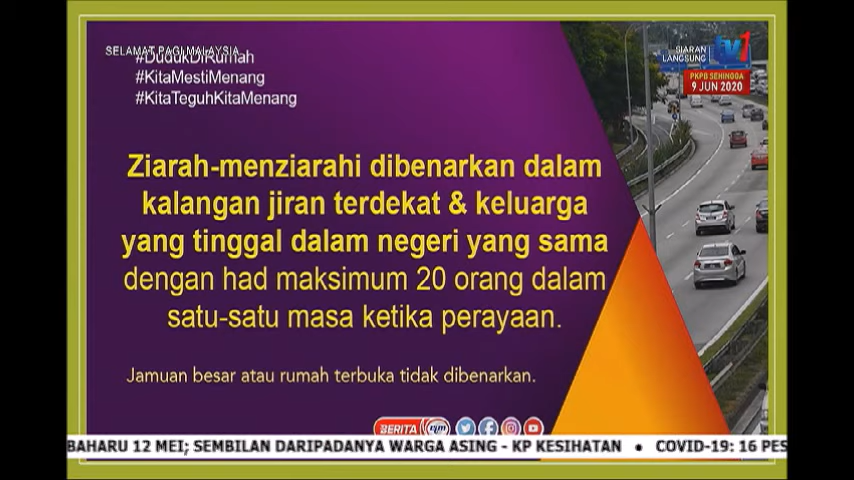 SELAMAT PAGI MALAYSIA
#DudukDiRumah
#KitaMestiMenang
#KitaTeguhKitaMenang
SIARAN
LANGSUNG
tv1
PKPB SEHINGGA
9 JUN 2020
Ziarah-menziarahi dibenarkan dalam
kalangan jiran terdekat & keluarga
yang tinggal dalam negeri yang sama
dengan had maksimum 20 orang dalam
satu-satu masa ketika perayaan.
Jamuan besar atau rumah terbuka tidak dibenarkan.
BERITA rtm
BAHARU 12 MEI; SEMBILAN DARIPADANYA WARGA ASING - KP KESIHATAN • COVID-19: 16 PES